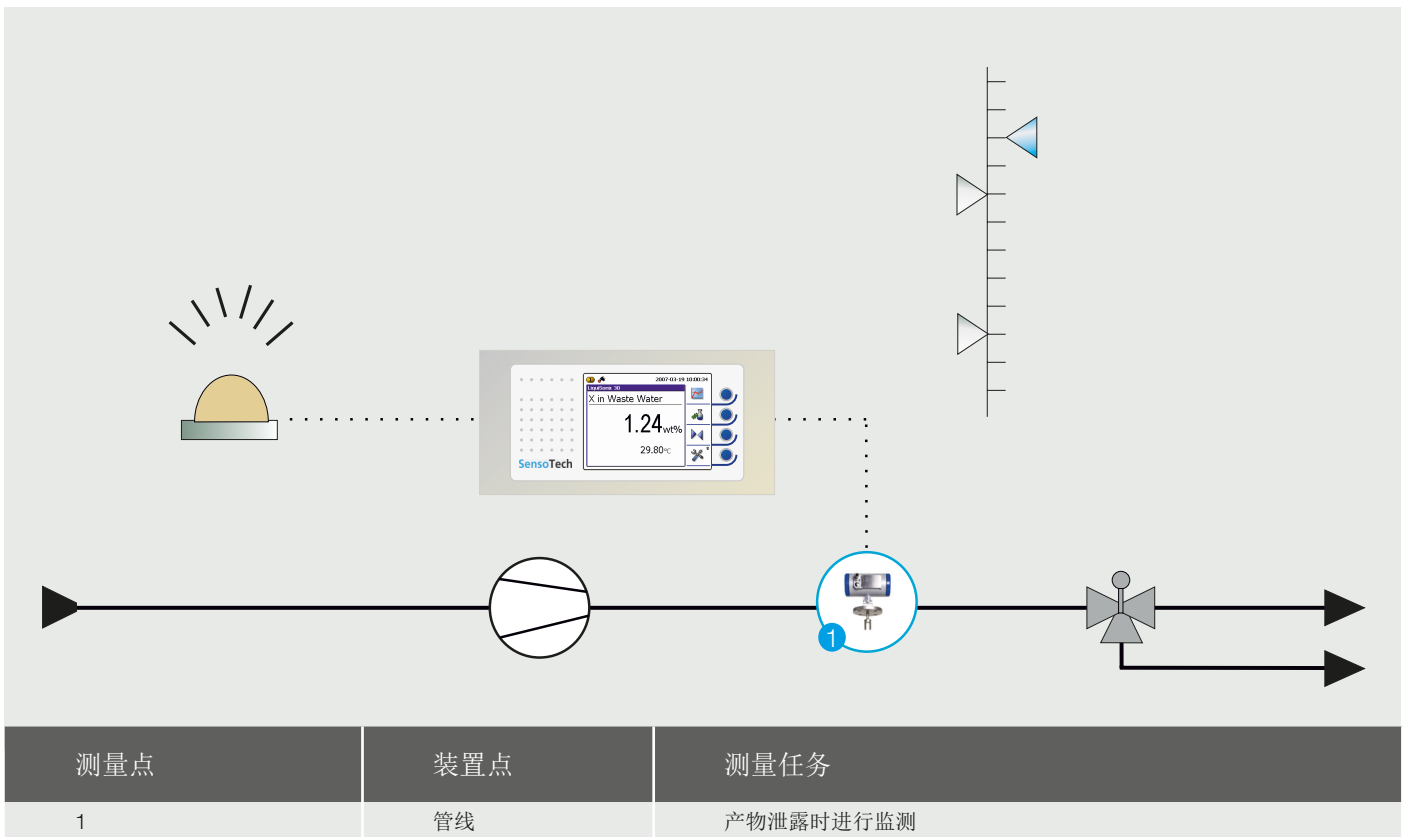 2007-03-19 10:00:34
LiquiSonic 30
X in Waste Water
1.24 wt%
29.80 °C
SensoTech
1
测量点 装置点 测量任务
1 管线 产物泄露时进行监测